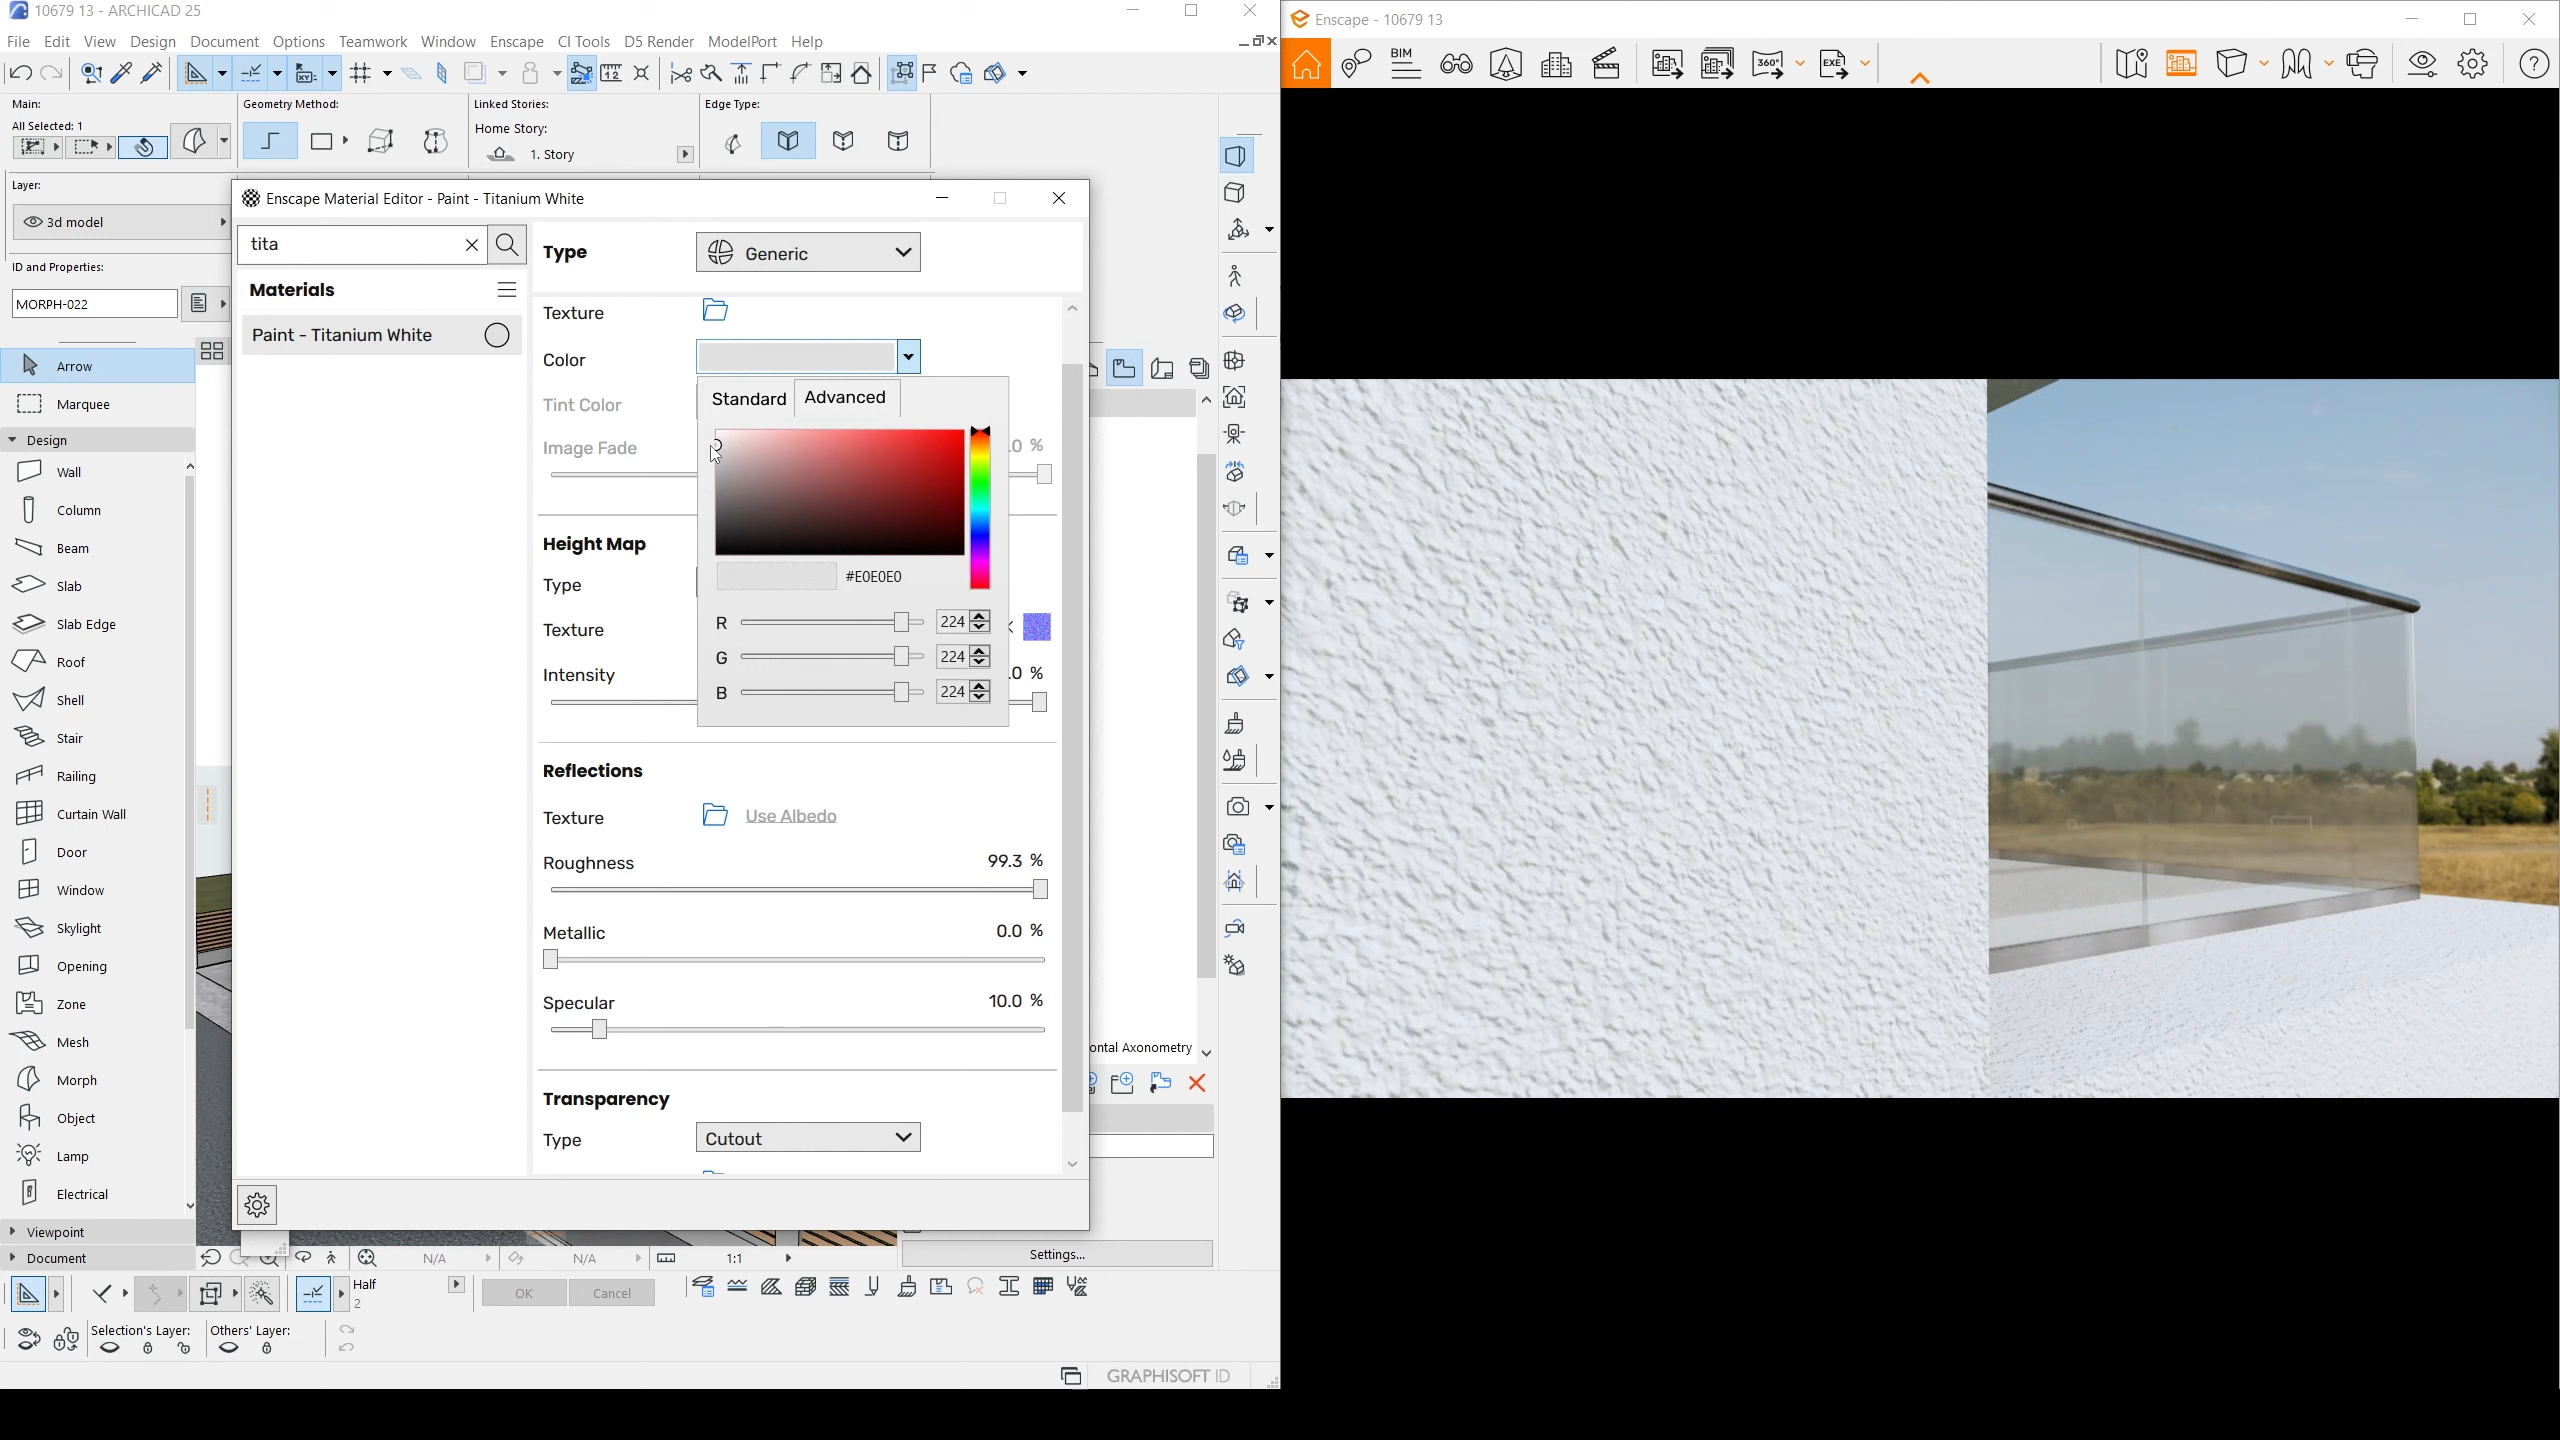 10679 13 - ARCHICAD 25
File Edit View Design Document Options Teamwork Window Enscape CI Tools D5 Render ModelPort Help
Main:
All Selected: 1
Geometry Method:
Linked Stories:
Home Story:
1. Story
Edge Type:
Layer:
3d model
ID and Properties:
MORPH-022
Arrow
Marquee
Design
Wall
Column
Beam
Slab
Slab Edge
Roof
Shell
Stair
Railing
Curtain Wall
Door
Window
Skylight
Opening
Zone
Mesh
Morph
Object
Lamp
Electrical
Viewpoint
Document
Enscape Material Editor - Paint - Titanium White
tita
Materials
Paint - Titanium White
Type
Generic
Texture
Color
Tint Color
Image Fade
.0 %
Standard
Advanced
#E0E0E0
R 224
G 224
B 224
Height Map
Type
Texture
Intensity
.0 %
Reflections
Texture
Use Albedo
Roughness
99.3 %
Metallic
0.0 %
Specular
10.0 %
Transparency
Type
Cutout
ontal Axonometry
Settings...
N/A
N/A
1:1
Half
2
OK
Cancel
Selection's Layer:
Others' Layer:
GRAPHISOFT ID
Enscape - 10679 13
BIM
360°
EXE